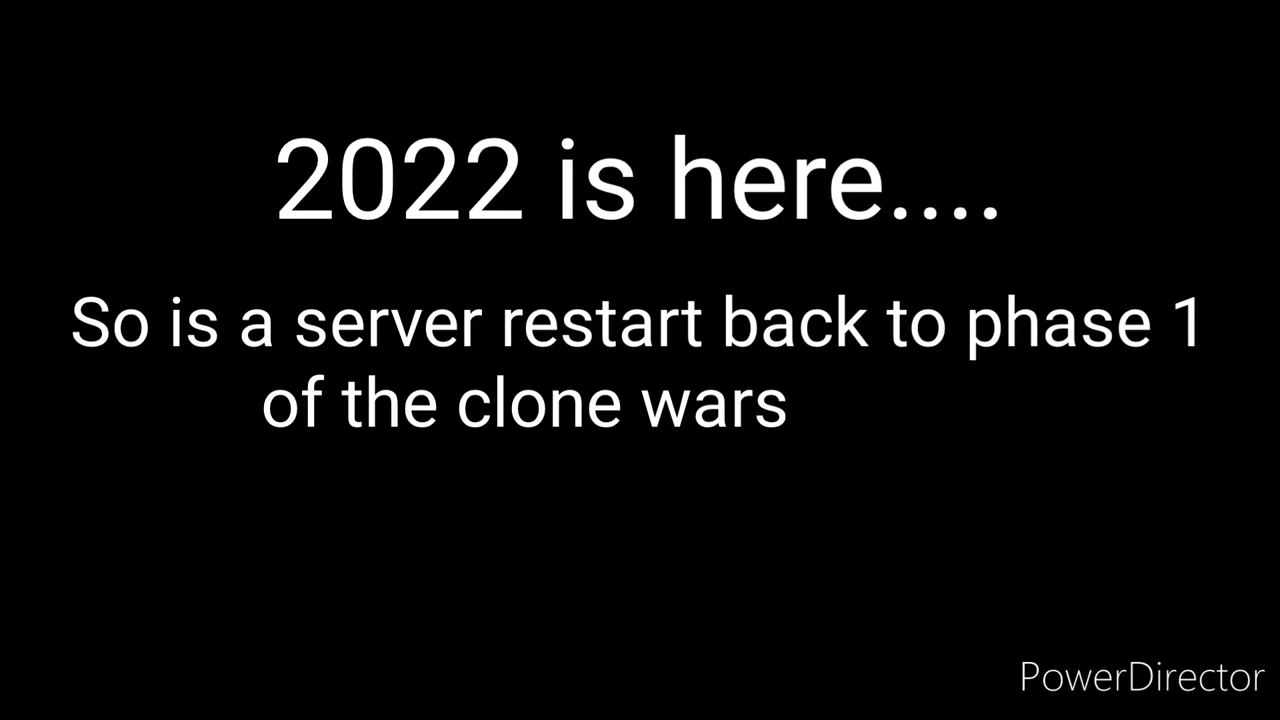 2022 is here....
So is a server restart back to phase 1
of the clone wars
PowerDirector